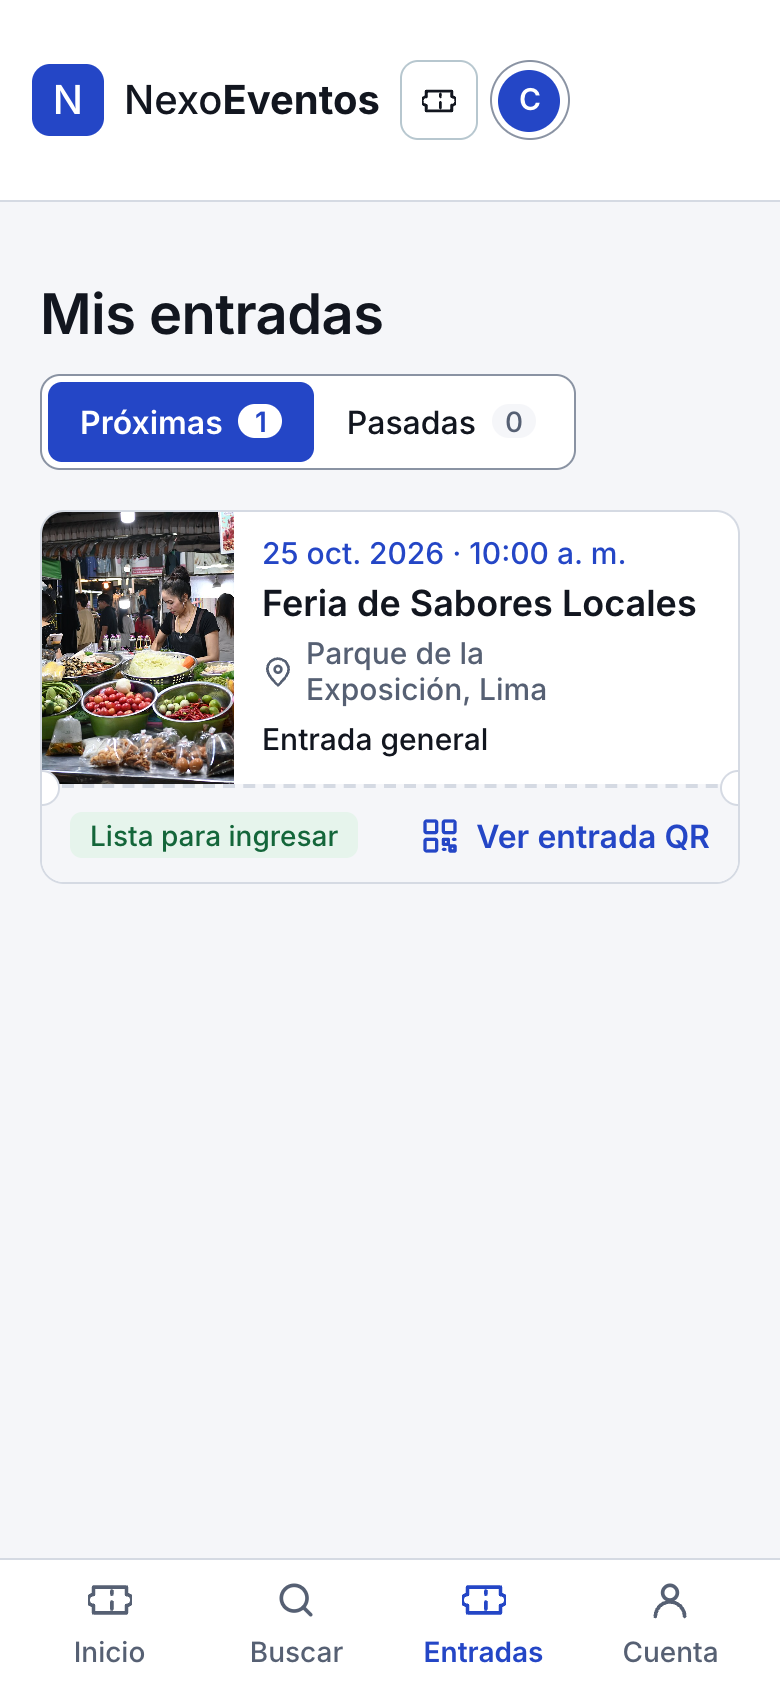 N NexoEventos C
Mis entradas
Próximas 1 Pasadas 0
25 oct. 2026 · 10:00 a. m.
Feria de Sabores Locales
Parque de la
Exposición, Lima
Entrada general
Lista para ingresar Ver entrada QR
Inicio Buscar Entradas Cuenta